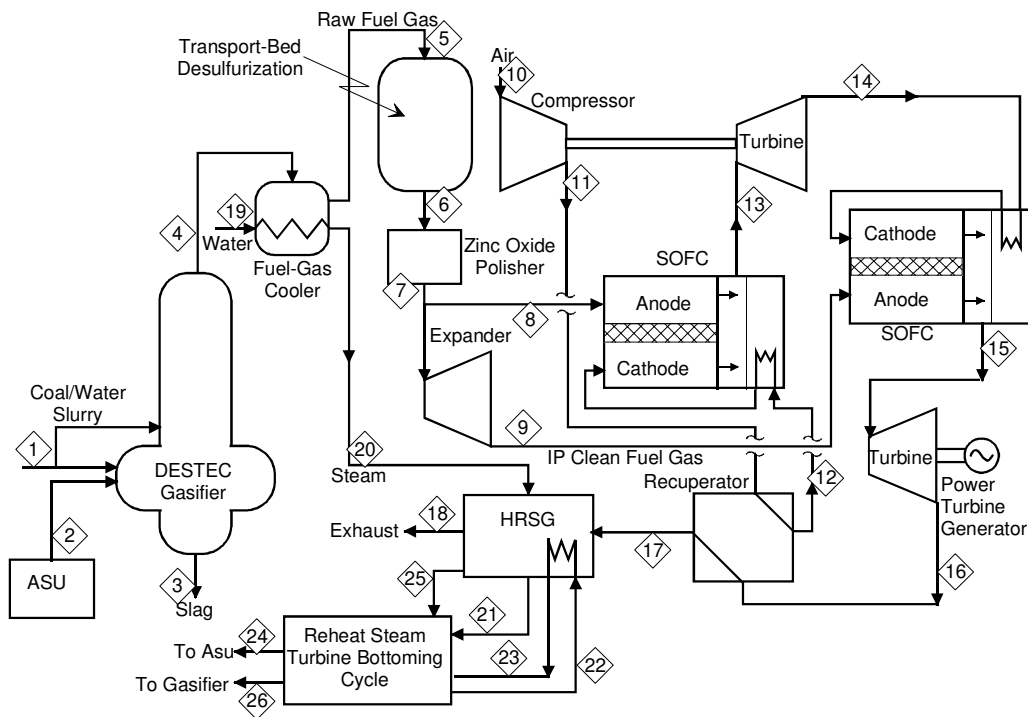 Raw Fuel Gas
5
Transport-Bed
Desulfurization
Air
10
Compressor
14
Turbine
4
19
Water
Fuel-Gas
Cooler
6
11
13
Zinc Oxide
Polisher
7
SOFC
Cathode
Anode
SOFC
8
Anode
Cathode
15
Expander
Coal/Water
Slurry
1
DESTEC
Gasifier
9
IP Clean Fuel Gas
20
Steam
Recuperator
12
Turbine
Power
Turbine
Generator
2
ASU
3
Slag
18
Exhaust
HRSG
17
16
25
21
24
To Asu
Reheat Steam
Turbine Bottoming
Cycle
23
22
To Gasifier
26